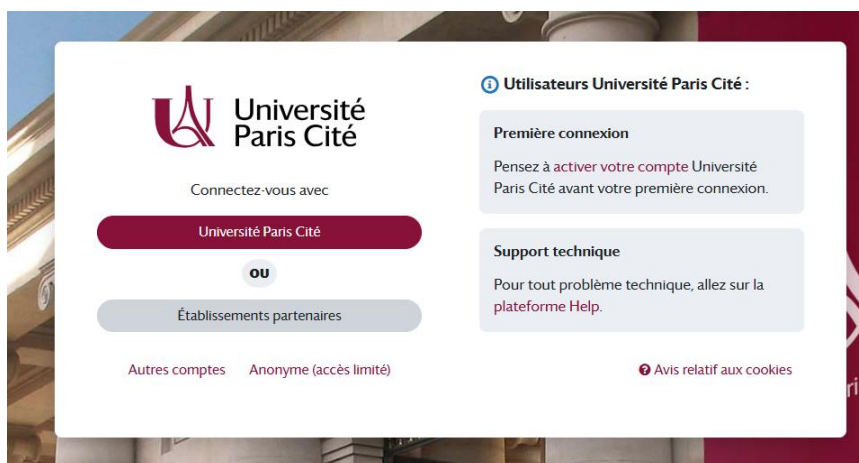 Université
Paris Cité
Connectez-vous avec
Université Paris Cité
OU
Établissements partenaires
Autres comptes Anonyme (accès limité)
Utilisateurs Université Paris Cité :
Première connexion
Pensez à activer votre compte Université
Paris Cité avant votre première connexion.
Support technique
Pour tout problème technique, allez sur la
plateforme Help.
Avis relatif aux cookies